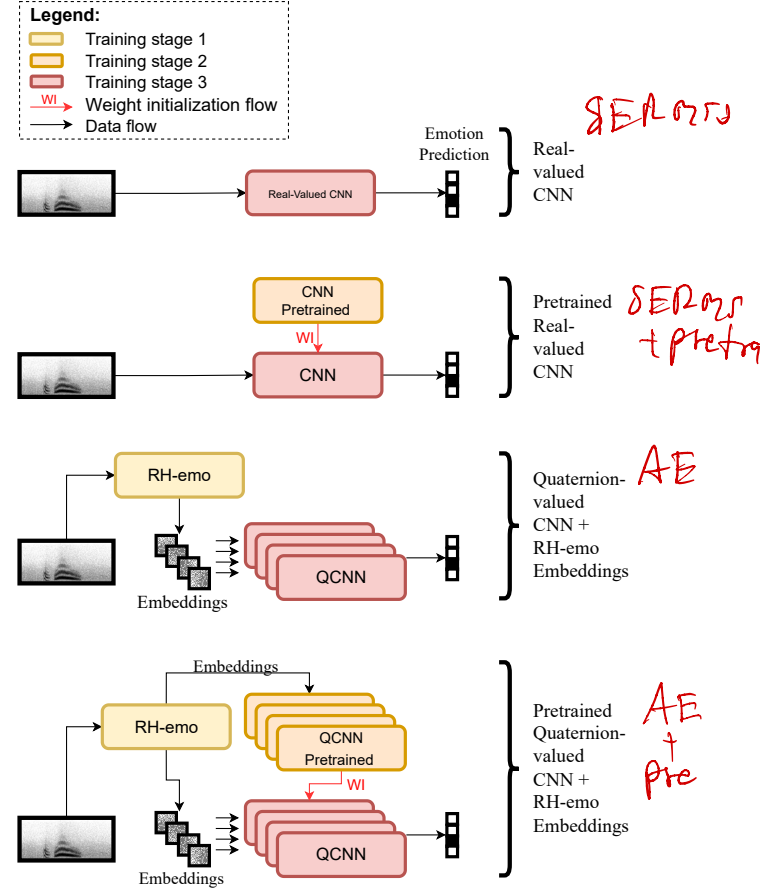 Legend:
Training stage 1
Training stage 2
Training stage 3
WI
Weight initialization flow
Data flow
Emotion
Prediction
Real-Valued CNN
Real-
valued
CNN
CNN
Pretrained
WI
CNN
Pretrained
Real-
valued
CNN
+ pretra
RH-emo
Embeddings
QCNN
Quaternion-
valued
CNN +
RH-emo
Embeddings
AE
Embeddings
RH-emo
QCNN
Pretrained
WI
QCNN
Embeddings
Pretrained
Quaternion-
valued
CNN +
RH-emo
Embeddings
AE
+
pre